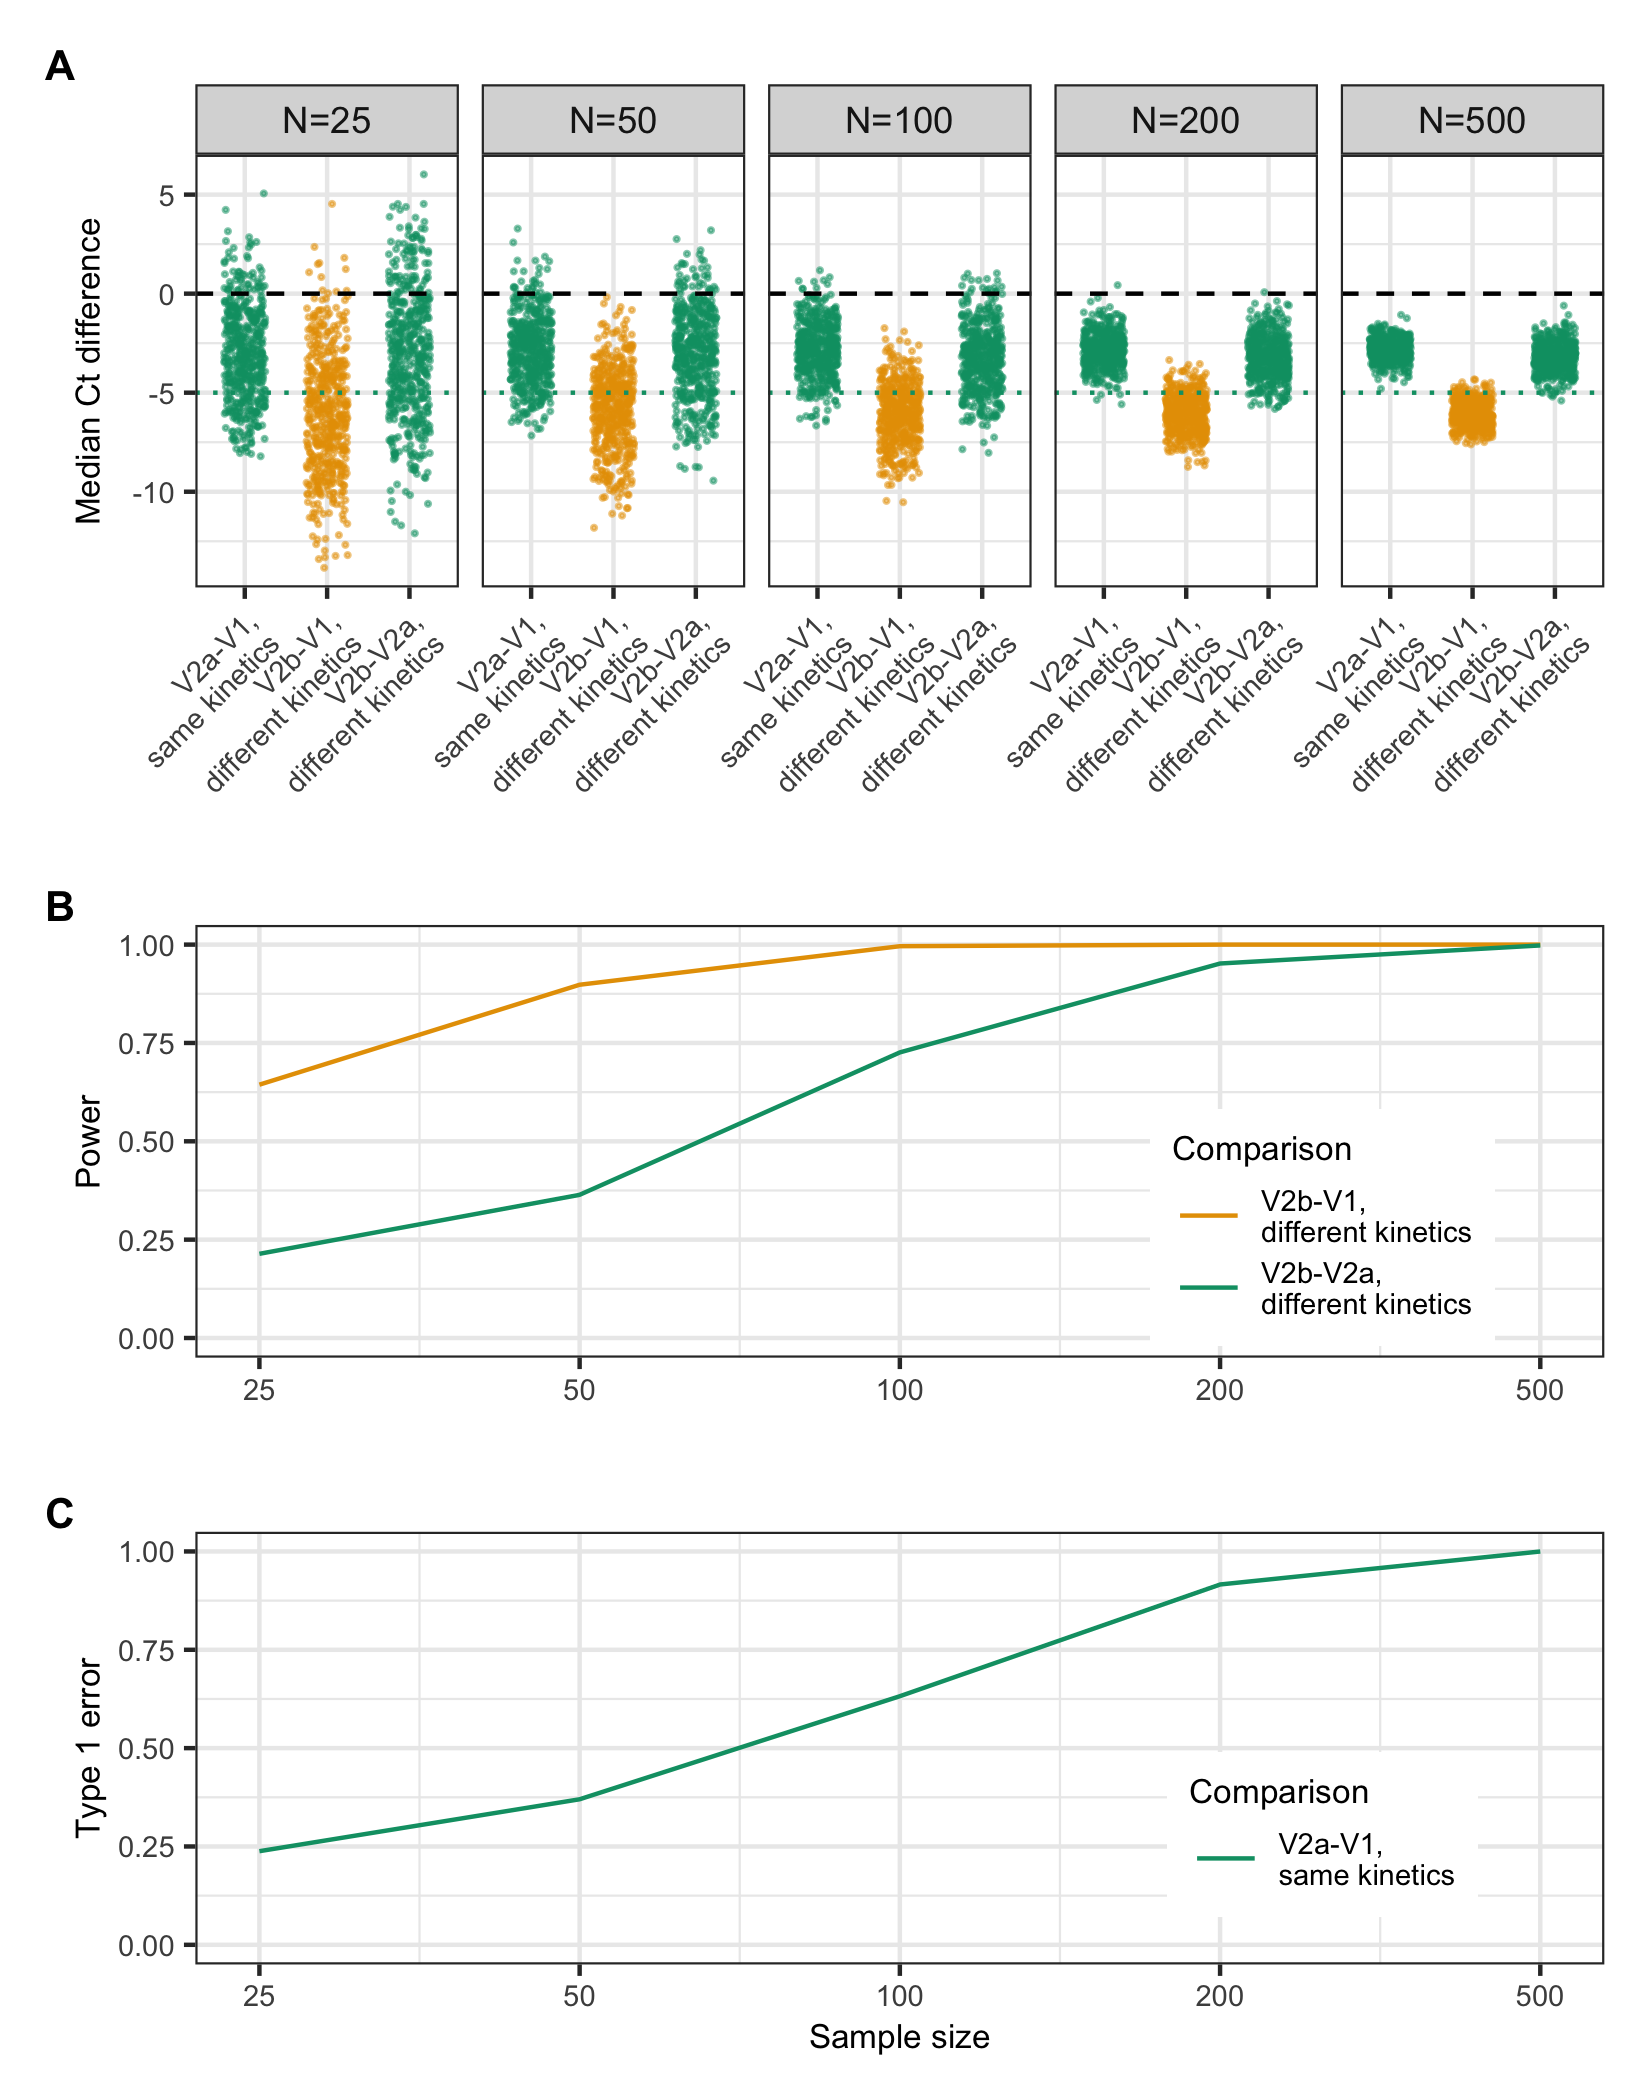 A
N=25
N=50
N=100
N=200
N=500
Median Ct difference
5
0
-5
-10
V2a-V1,
same kinetics
V2b-V1,
different kinetics
V2b-V2a,
different kinetics
V2a-V1,
same kinetics
V2b-V1,
different kinetics
V2b-V2a,
different kinetics
V2a-V1,
same kinetics
V2b-V1,
different kinetics
V2b-V2a,
different kinetics
V2a-V1,
same kinetics
V2b-V1,
different kinetics
V2b-V2a,
different kinetics
V2a-V1,
same kinetics
V2b-V1,
different kinetics
V2b-V2a,
different kinetics
B
Power
1.00
0.75
0.50
0.25
0.00
Comparison
V2b-V1,
different kinetics
V2b-V2a,
different kinetics
25
50
100
200
500
C
Type 1 error
1.00
0.75
0.50
0.25
0.00
Comparison
V2a-V1,
same kinetics
25
50
100
200
500
Sample size